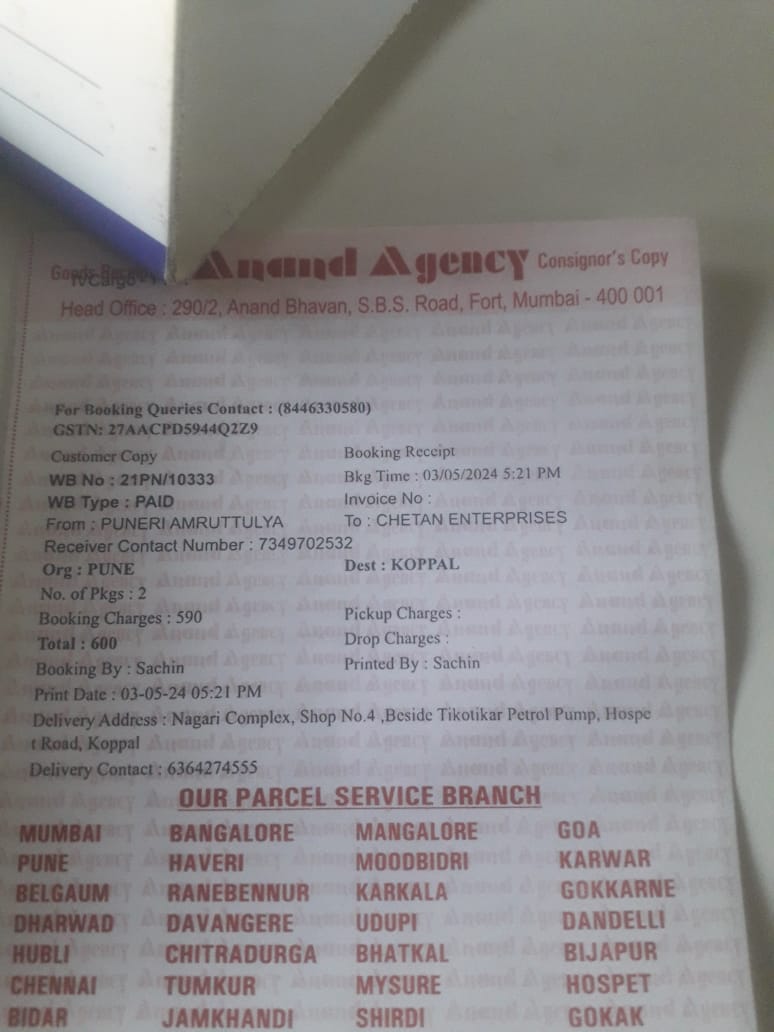 Anand Agency Consignor's Copy
Head Office : 290/2, Anand Bhavan, S.B.S. Road, Fort, Mumbai - 400 001
For Booking Queries Contact : (8446330580)
GSTN: 27AACPD5944Q2Z9
Customer Copy Booking Receipt
WB No : 21PN/10333 Bkg Time : 03/05/2024 5:21 PM
WB Type : PAID Invoice No :
From : PUNERI AMRUTTULYA To : CHETAN ENTERPRISES
Receiver Contact Number : 7349702532
Org : PUNE Dest : KOPPAL
No. of Pkgs : 2
Booking Charges : 590 Pickup Charges :
Total : 600 Drop Charges :
Booking By : Sachin Printed By : Sachin
Print Date : 03-05-24 05:21 PM
Delivery Address : Nagari Complex, Shop No.4 ,Beside Tikotikar Petrol Pump, Hospe
t Road, Koppal
Delivery Contact : 6364274555
OUR PARCEL SERVICE BRANCH
MUMBAI BANGALORE MANGALORE GOA
PUNE HAVERI MOODBIDRI KARWAR
BELGAUM RANEBENNUR KARKALA GOKKARNE
DHARWAD DAVANGERE UDUPI DANDELLI
HUBLI CHITRADURGA BHATKAL BIJAPUR
CHENNAI TUMKUR MYSURE HOSPET
BIDAR JAMKHANDI SHIRDI GOKAK